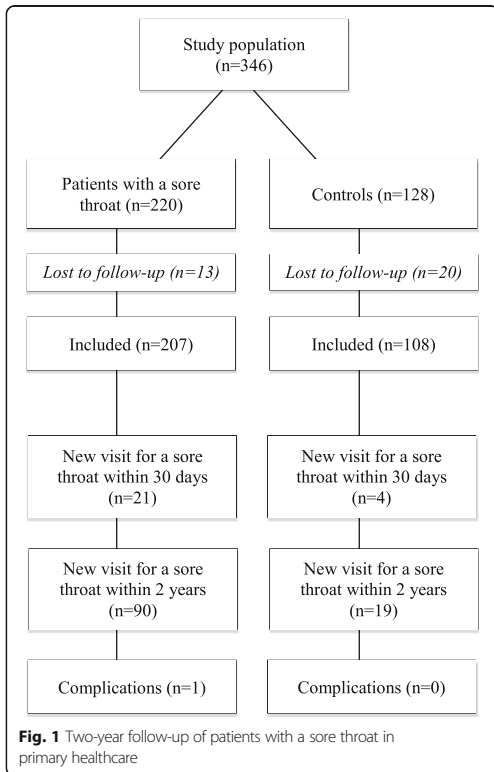 Study population
(n=346)
Patients with a sore
throat (n=220)
Controls (n=128)
Lost to follow-up (n=13)
Lost to follow-up (n=20)
Included (n=207)
Included (n=108)
New visit for a sore
throat within 30 days
(n=21)
New visit for a sore
throat within 30 days
(n=4)
New visit for a sore
throat within 2 years
(n=90)
New visit for a sore
throat within 2 years
(n=19)
Complications (n=1)
Complications (n=0)
Fig. 1 Two-year follow-up of patients with a sore throat in
primary healthcare